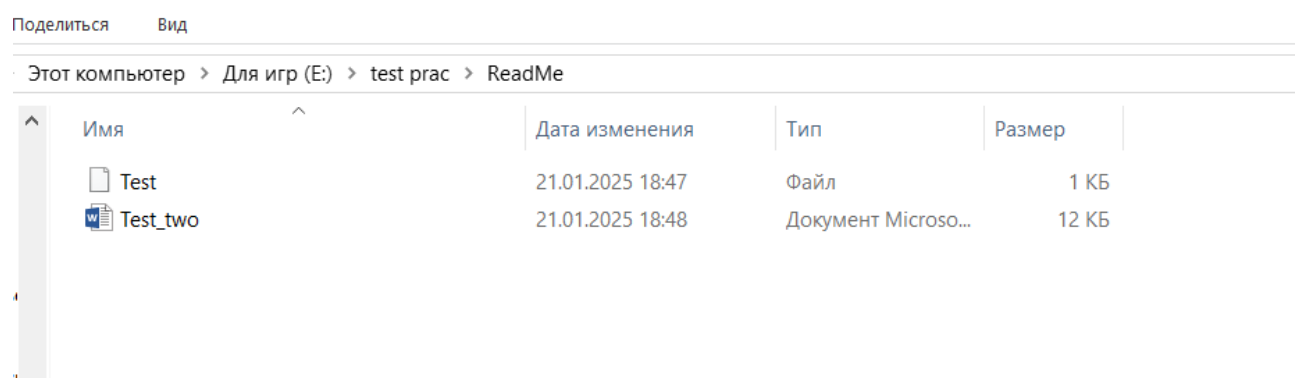 Поделиться Вид
Этот компьютер > Для игр (E:) > test prac > ReadMe
Имя Дата изменения Тип Размер
Test 21.01.2025 18:47 Файл 1 КБ
Test_two 21.01.2025 18:48 Документ Microso... 12 КБ